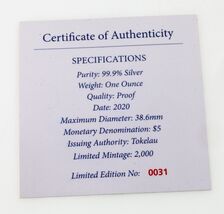 Certificate of Authenticity
SPECIFICATIONS
Purity: 99.9% Silver
Weight: One Ounce
Quality: Proof
Date: 2020
Maximum Diameter: 38.6mm
Monetary Denomination: $5
Issuing Authority: Tokelau
Limited Mintage: 2,000
Limited Edition No: 0031